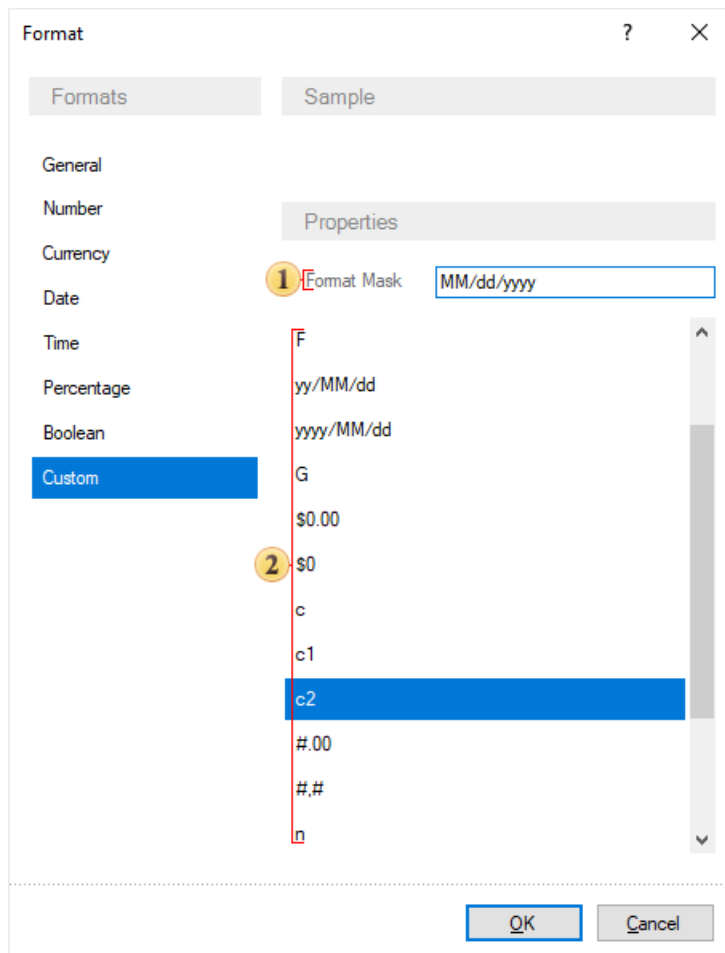 Format ?
Formats
Sample
General
Number
Currency
Date
Time
Percentage
Boolean
Custom
Properties
1 Format Mask MM/dd/yyyy
F
yy/MM/dd
yyyy/MM/dd
G
$0.00
2 $0
c
c1
c2
#.00
#,#
n
OK
Cancel